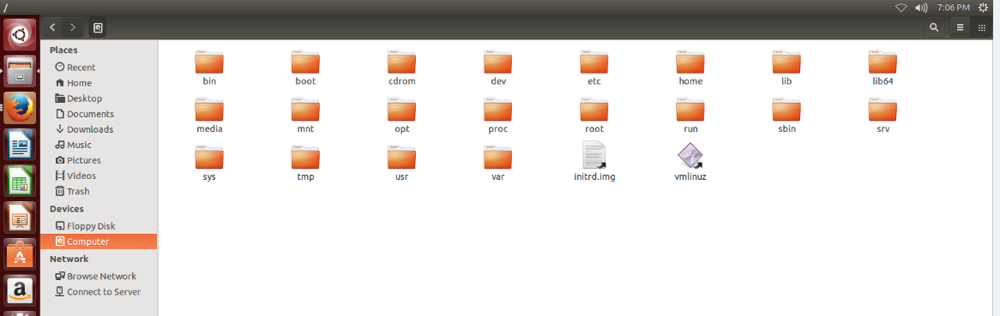 / 7:06 PM
Places
Recent
Home
Desktop
Documents
Downloads
Music
Pictures
Videos
Trash
Devices
Floppy Disk
Computer
Network
Browse Network
Connect to Server
bin boot cdrom dev etc home lib lib64
media mnt opt proc root run sbin srv
sys tmp usr var initrd.img vmlinuz